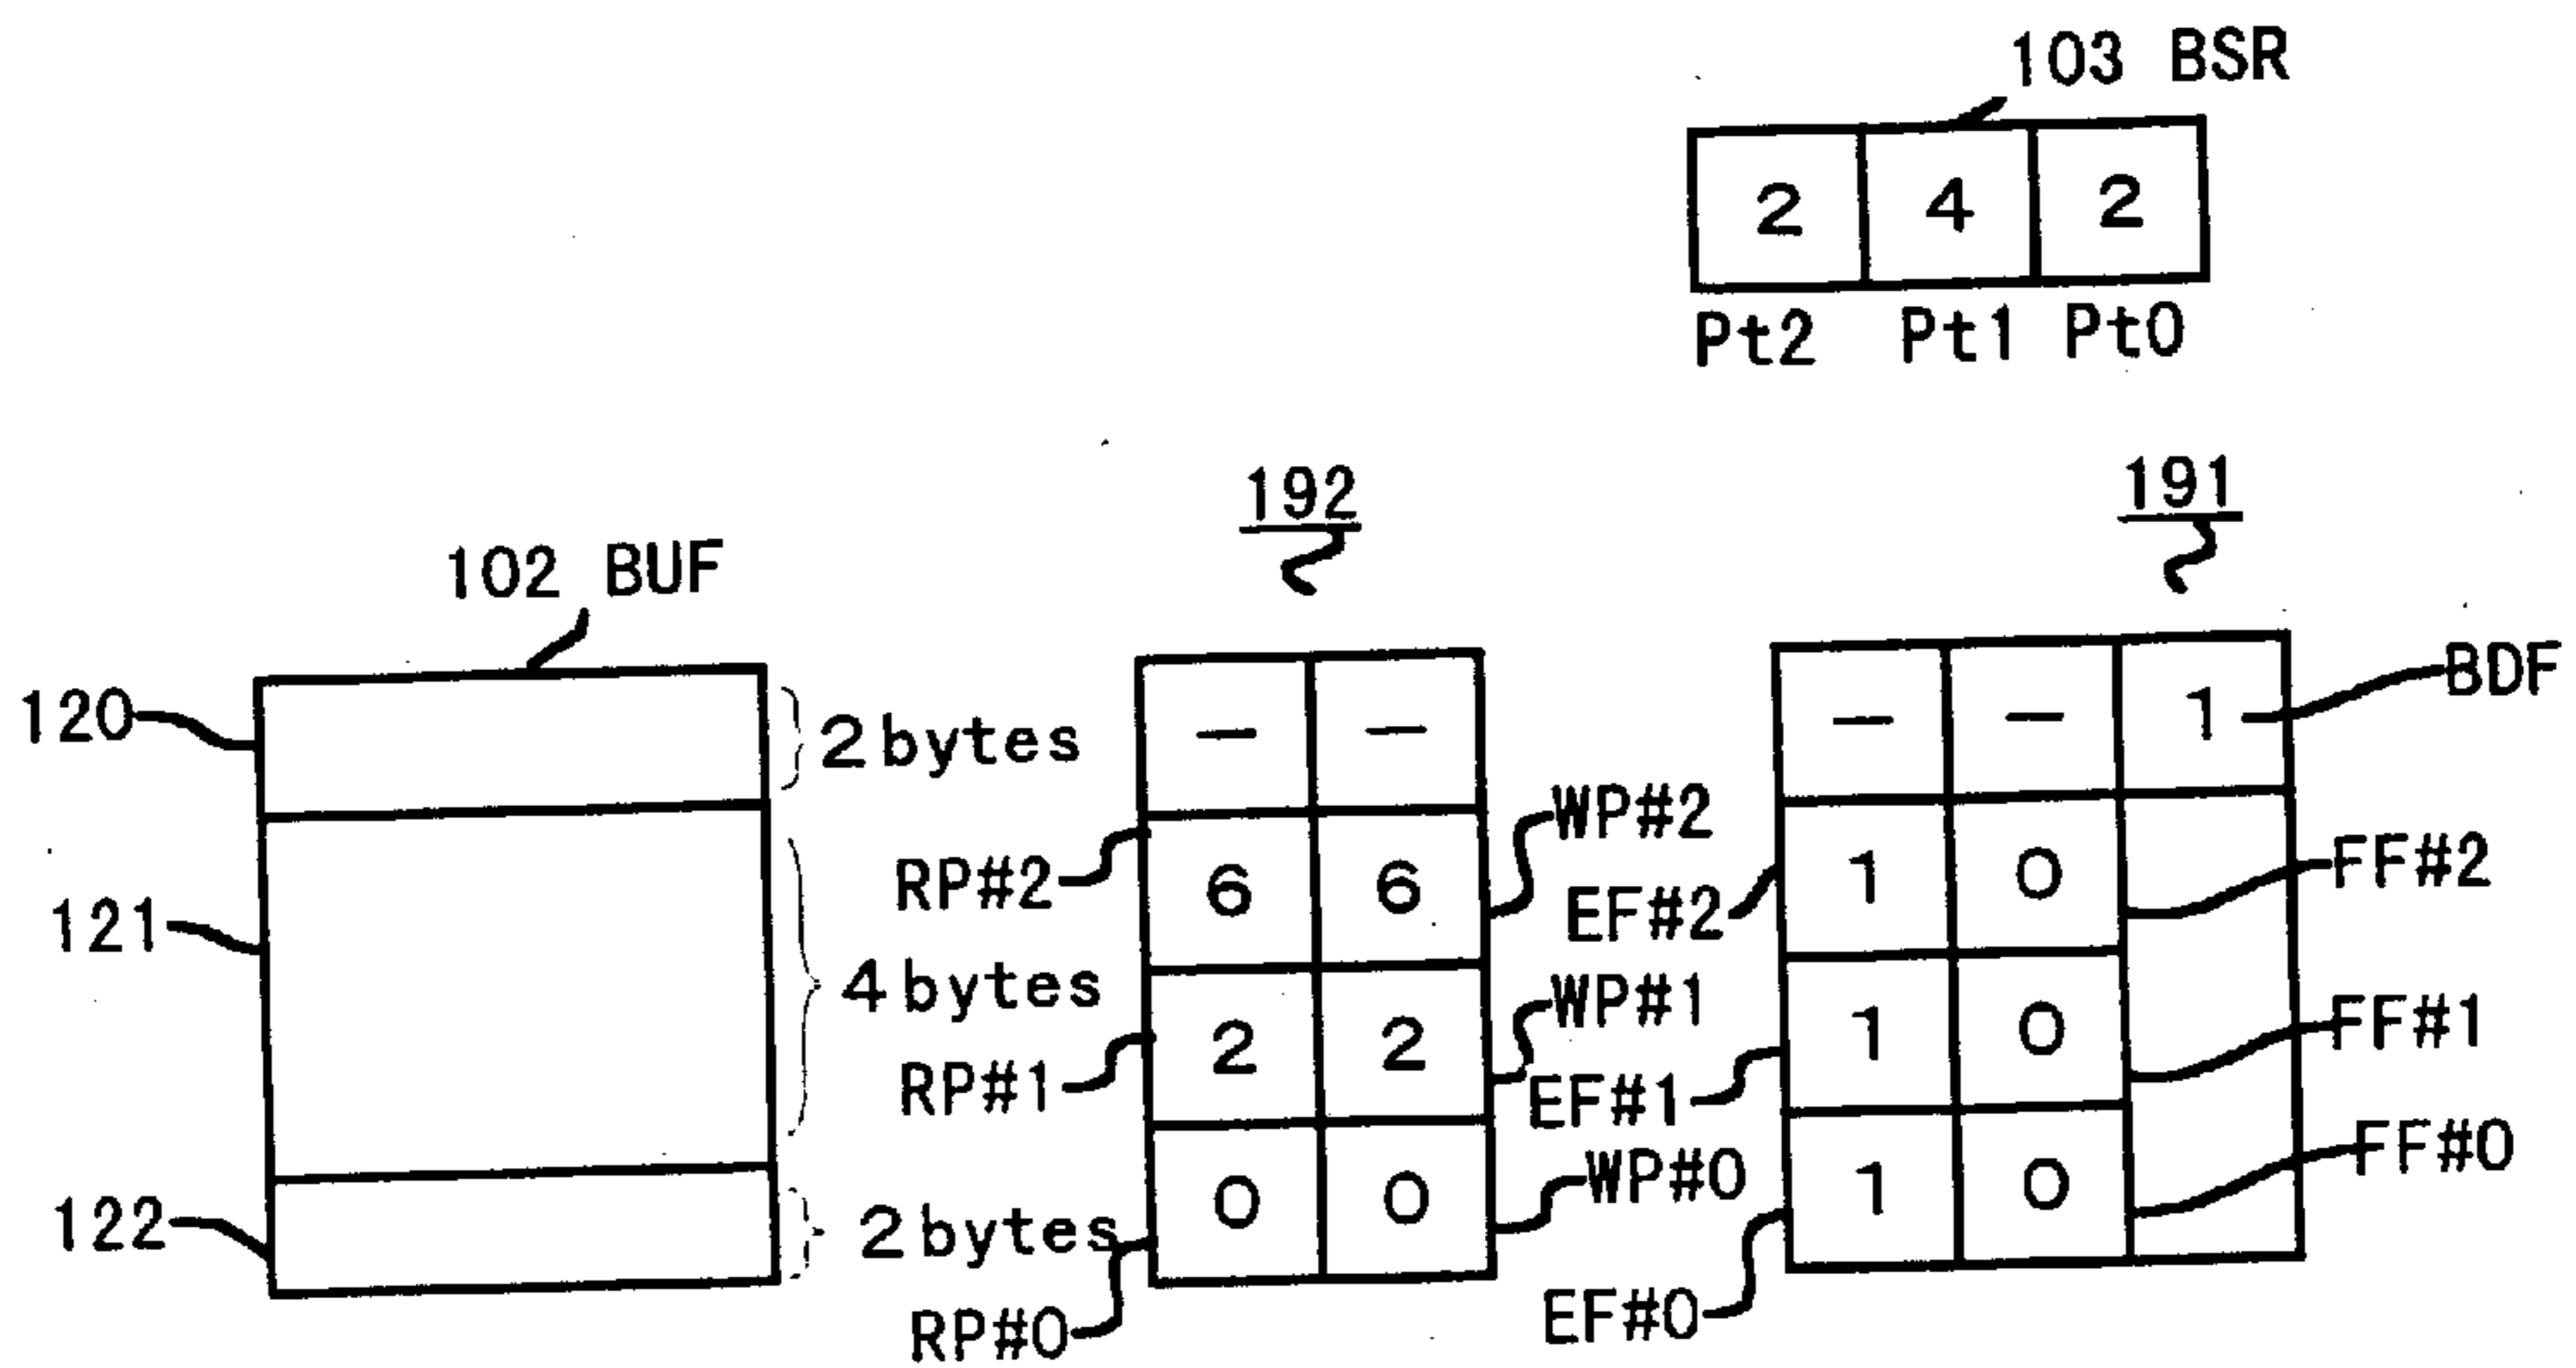 103 BSR
2 4 2
Pt2 Pt1 Pt0
192
191
102 BUF
BDF
120
2 bytes
— —
— — 1
WP#2
RP#2
6 6
EF#2
1 0
FF#2
121
4 bytes
WP#1
RP#1
2 2
EF#1
1 0
FF#1
122
2 bytes
WP#0
RP#0
0 0
EF#0
1 0
FF#0